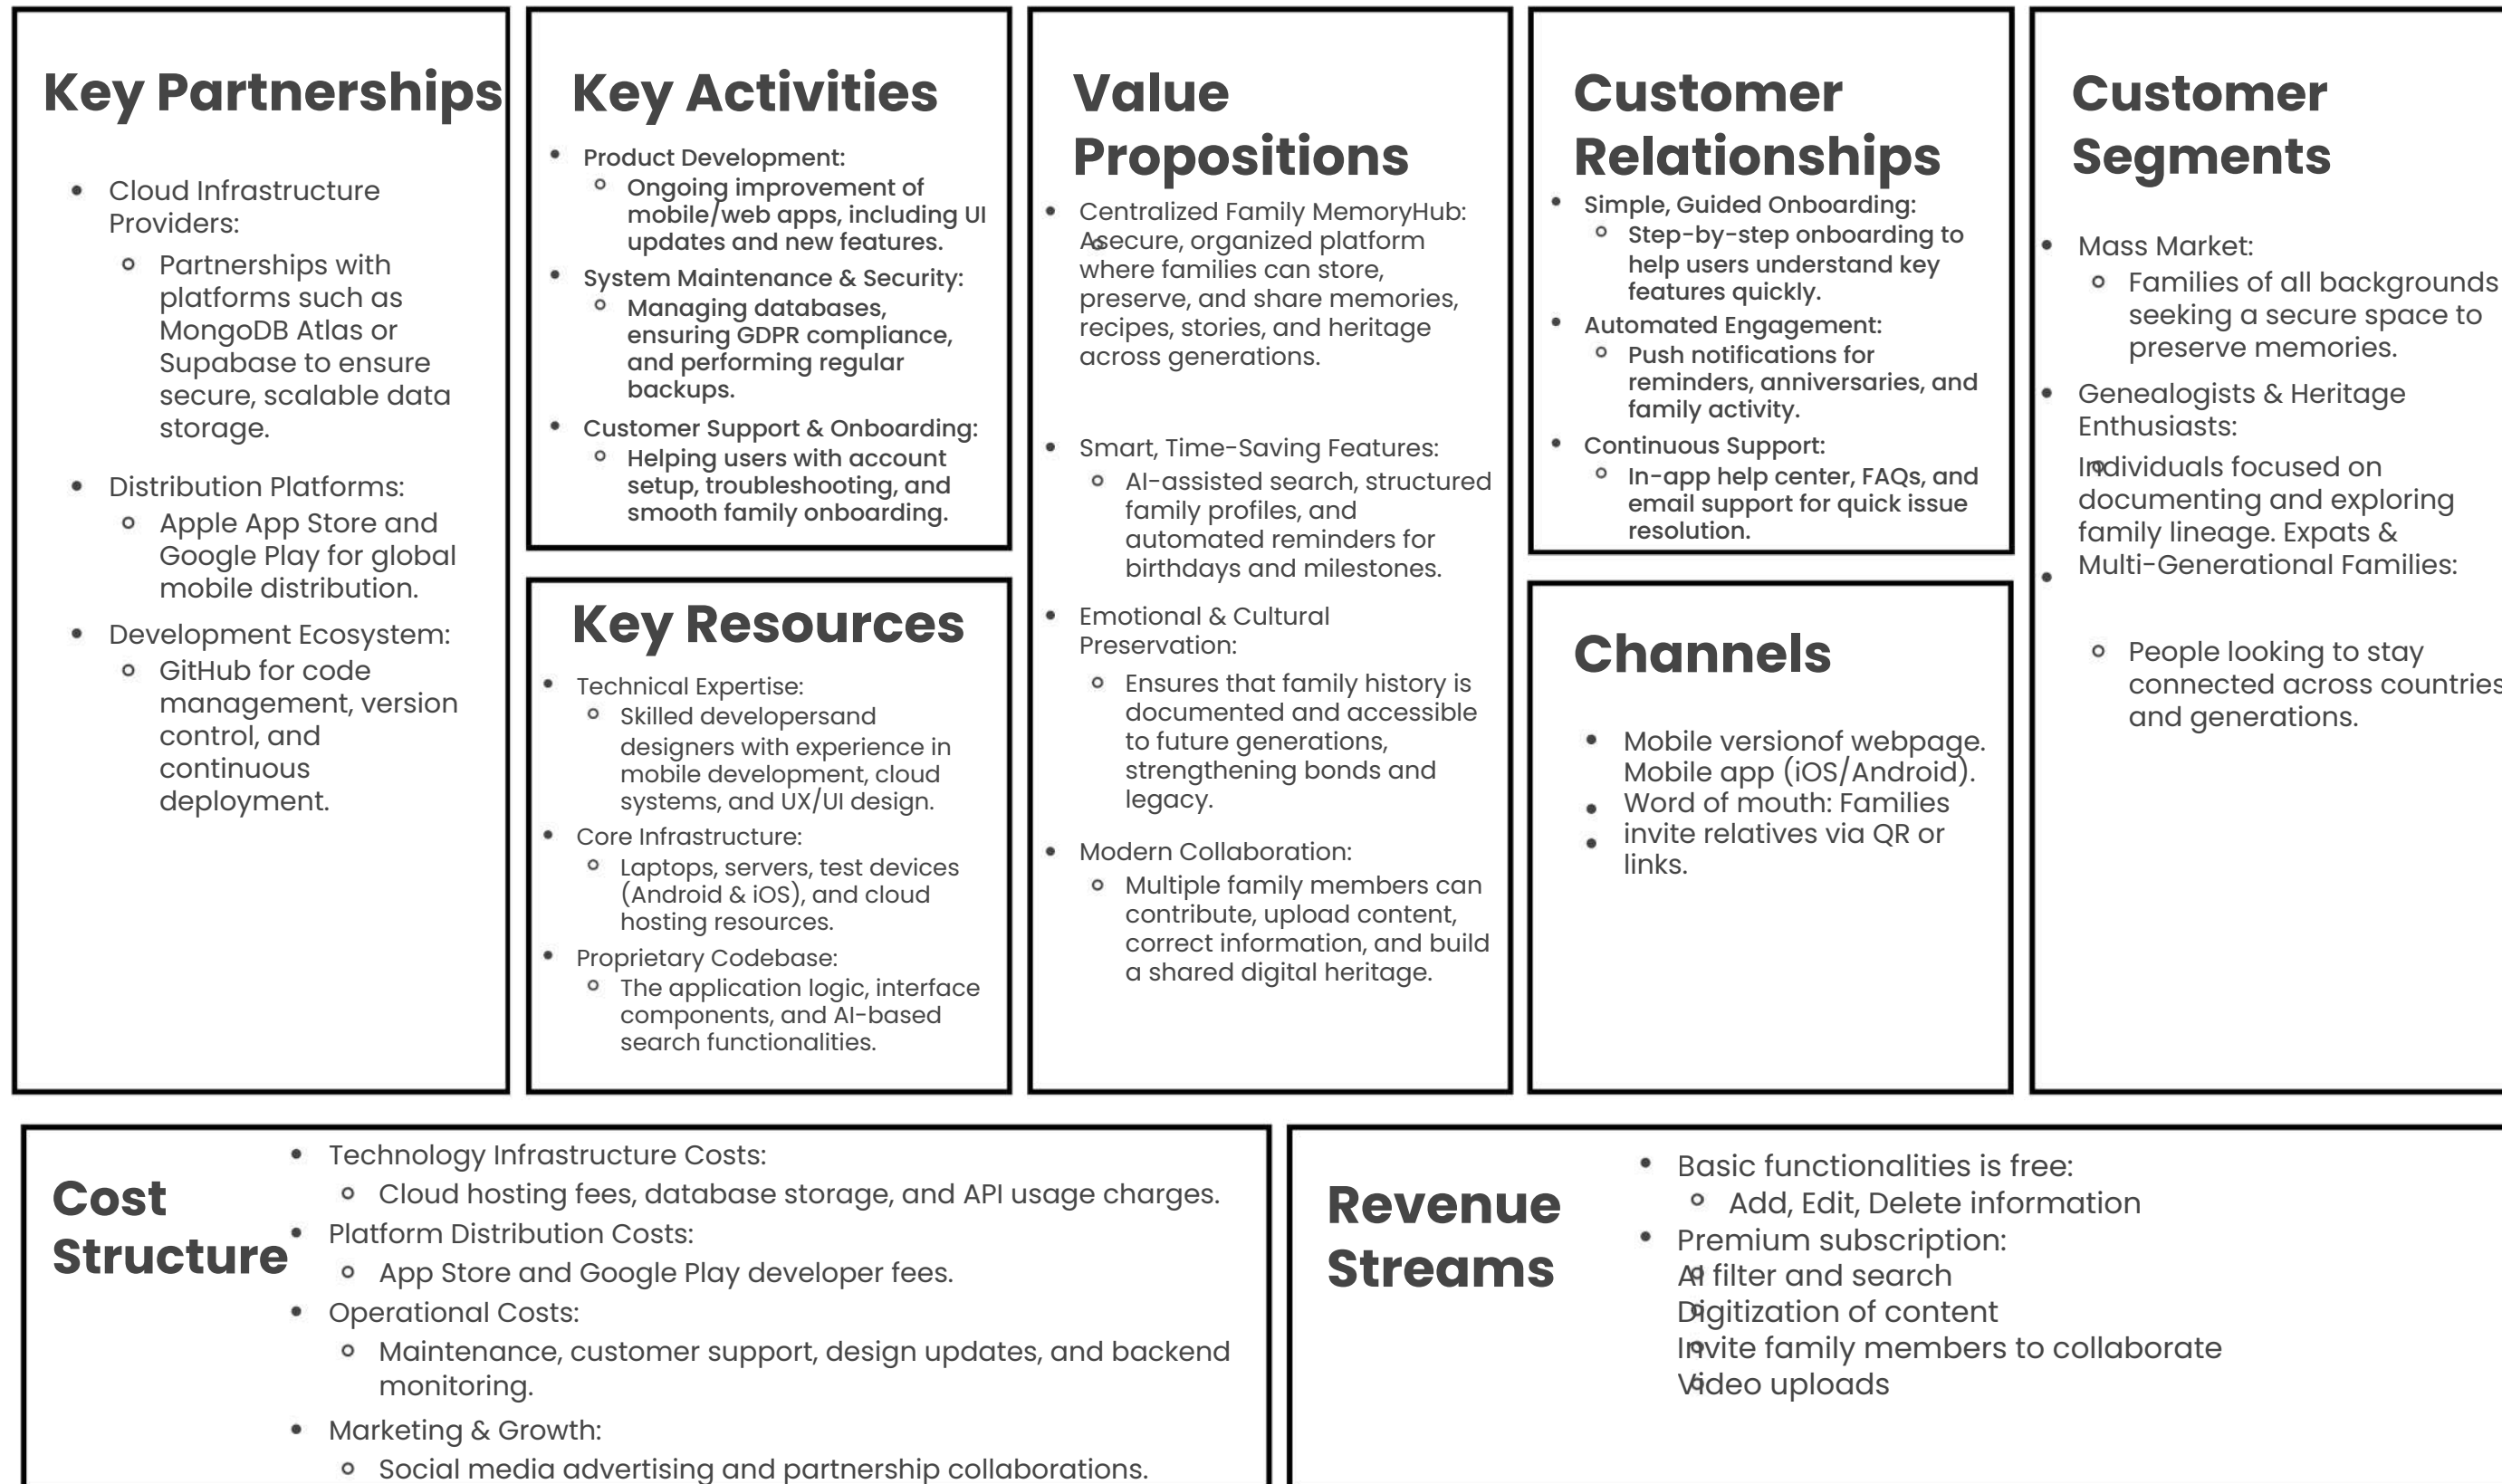 Key Partnerships
Cloud Infrastructure
Providers:
Partnerships with
platforms such as
MongoDB Atlas or
Supabase to ensure
secure, scalable data
storage.
Distribution Platforms:
Apple App Store and
Google Play for global
mobile distribution.
Development Ecosystem:
GitHub for code
management, version
control, and
continuous
deployment.
Key Activities
Product Development:
Ongoing improvement of
mobile/web apps, including UI
updates and new features.
System Maintenance & Security:
Managing databases,
ensuring GDPR compliance,
and performing regular
backups.
Customer Support & Onboarding:
Helping users with account
setup, troubleshooting, and
smooth family onboarding.
Key Resources
Technical Expertise:
Skilled developersand
designers with experience in
mobile development, cloud
systems, and UX/UI design.
Core Infrastructure:
Laptops, servers, test devices
(Android & iOS), and cloud
hosting resources.
Proprietary Codebase:
The application logic, interface
components, and AI-based
search functionalities.
Value
Propositions
Centralized Family MemoryHub:
Asecure, organized platform
where families can store,
preserve, and share memories,
recipes, stories, and heritage
across generations.
Smart, Time-Saving Features:
AI-assisted search, structured
family profiles, and
automated reminders for
birthdays and milestones.
Emotional & Cultural
Preservation:
Ensures that family history is
documented and accessible
to future generations,
strengthening bonds and
legacy.
Modern Collaboration:
Multiple family members can
contribute, upload content,
correct information, and build
a shared digital heritage.
Customer
Relationships
Simple, Guided Onboarding:
Step-by-step onboarding to
help users understand key
features quickly.
Automated Engagement:
Push notifications for
reminders, anniversaries, and
family activity.
Continuous Support:
In-app help center, FAQs, and
email support for quick issue
resolution.
Channels
Mobile versionof webpage.
Mobile app (iOS/Android).
Word of mouth: Families
invite relatives via QR or
links.
Customer
Segments
Mass Market:
Families of all backgrounds
seeking a secure space to
preserve memories.
Genealogists & Heritage
Enthusiasts:
Individuals focused on
documenting and exploring
family lineage. Expats &
Multi-Generational Families:
People looking to stay
connected across countries
and generations.
Cost
Structure
Technology Infrastructure Costs:
Cloud hosting fees, database storage, and API usage charges.
Platform Distribution Costs:
App Store and Google Play developer fees.
Operational Costs:
Maintenance, customer support, design updates, and backend
monitoring.
Marketing & Growth:
Social media advertising and partnership collaborations.
Revenue
Streams
Basic functionalities is free:
Add, Edit, Delete information
Premium subscription:
AI filter and search
Digitization of content
Invite family members to collaborate
Video uploads